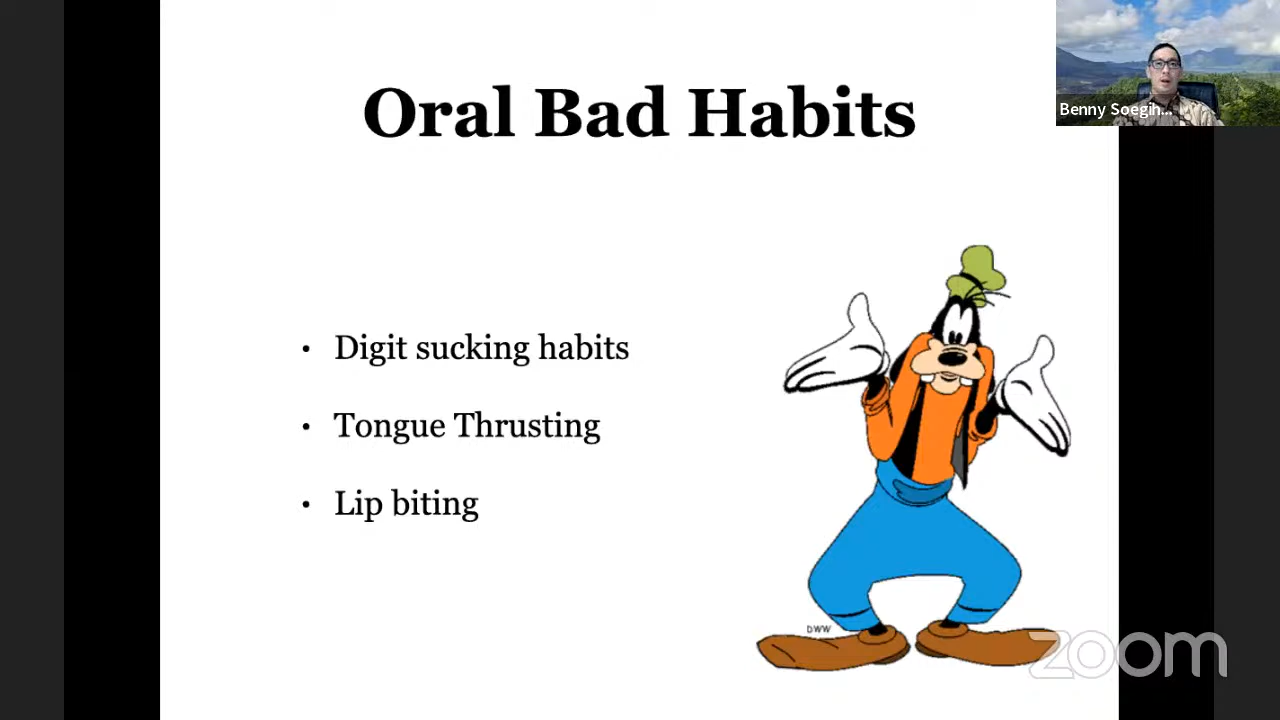 Oral Bad Habits
Benny Soegih...
• Digit sucking habits
• Tongue Thrusting
• Lip biting
DWW
zoom